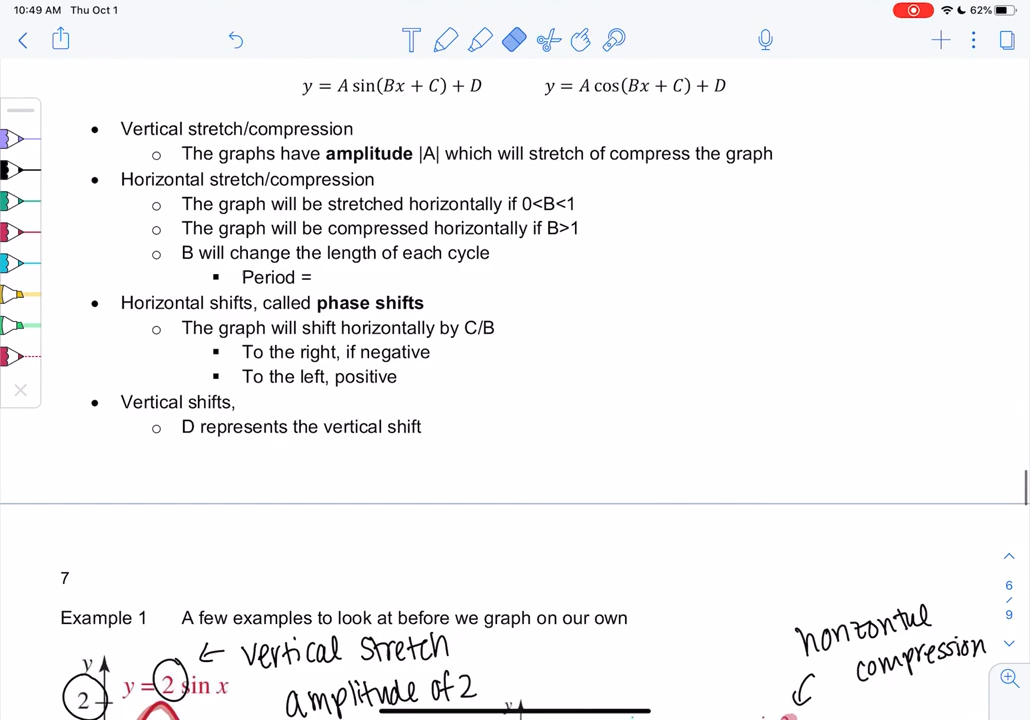 10:49 AM Thu Oct 1
62%
y = A sin(Bx + C) + D y = A cos(Bx + C) + D
• Vertical stretch/compression
o The graphs have amplitude |A| which will stretch of compress the graph
• Horizontal stretch/compression
o The graph will be stretched horizontally if 0<B<1
o The graph will be compressed horizontally if B>1
o B will change the length of each cycle
▪ Period =
• Horizontal shifts, called phase shifts
o The graph will shift horizontally by C/B
▪ To the right, if negative
▪ To the left, positive
• Vertical shifts,
o D represents the vertical shift
6
/
9
7
Example 1 A few examples to look at before we graph on our own
← vertical stretch
amplitude of 2
y
2
y = 2 sin x
horizontal
compression
y